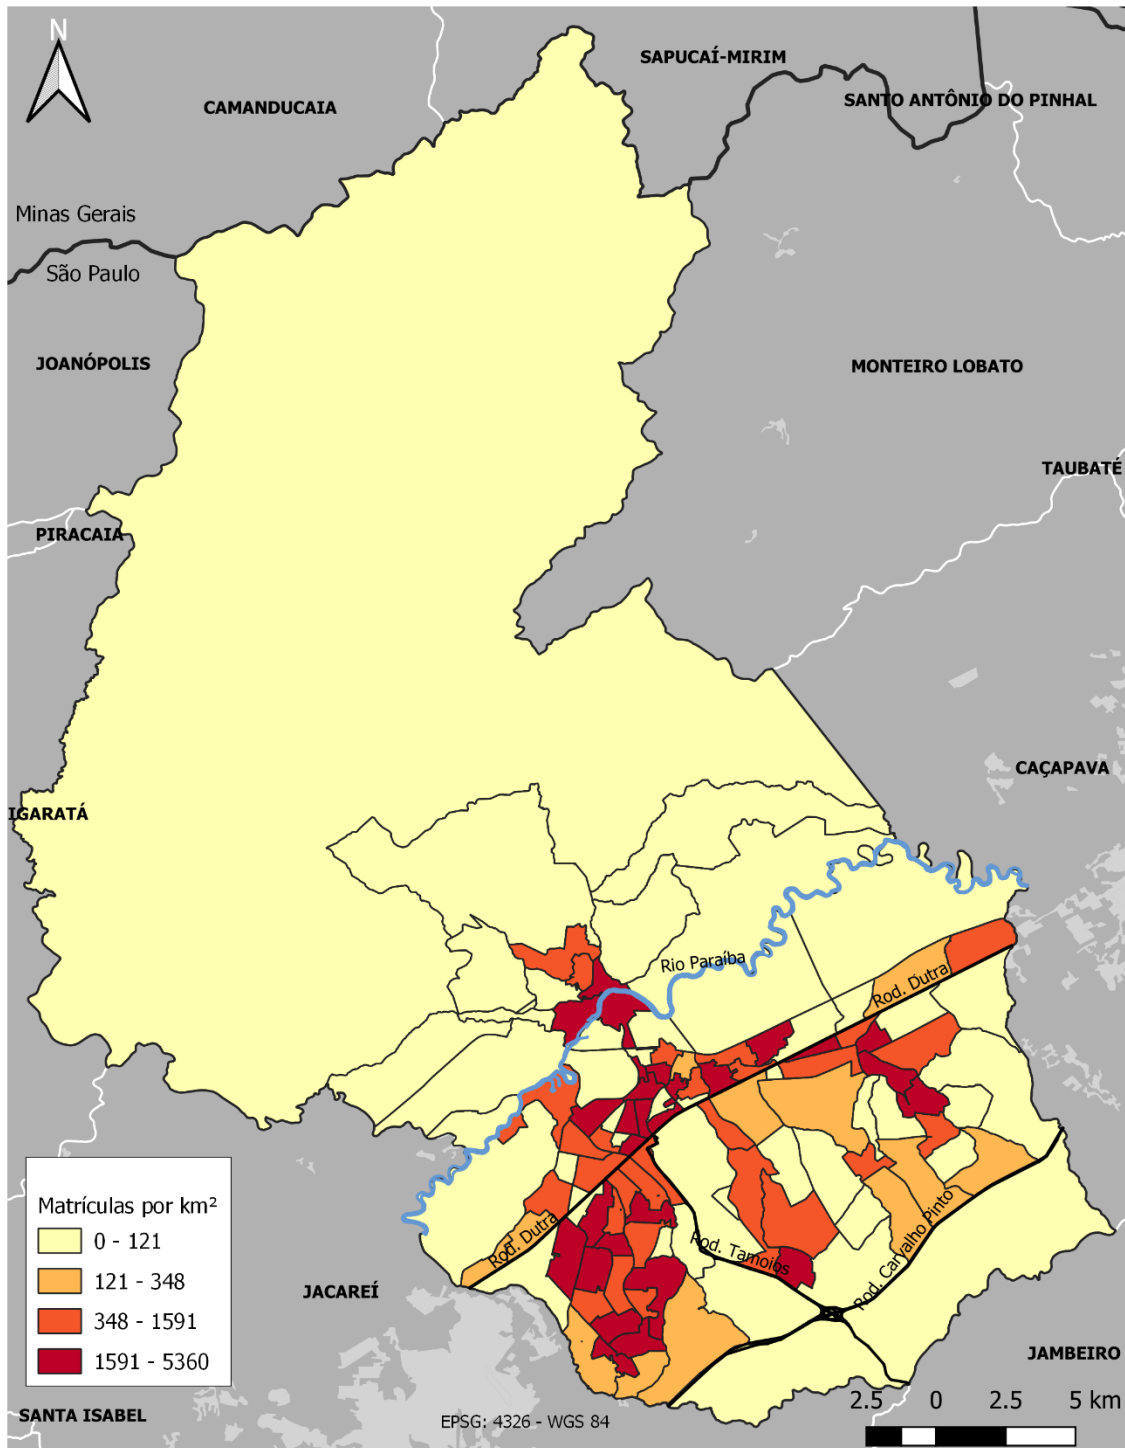 N
SAPUCAÍ-MIRIM
CAMANDUCAIA
SANTO ANTÔNIO DO PINHAL
Minas Gerais
São Paulo
JOANÓPOLIS
MONTEIRO LOBATO
TAUBATÉ
PIRACAIA
CAÇAPAVA
IGARATÁ
Rio Paraíba
Rod. Dutra
Rod. Dutra
Rod. Tamoios
Rod. Carvalho Pinto
JACAREÍ
JAMBEIRO
SANTA ISABEL
Matrículas por km²
0 - 121
121 - 348
348 - 1591
1591 - 5360
2.5 0 2.5 5 km
EPSG: 4326 - WGS 84